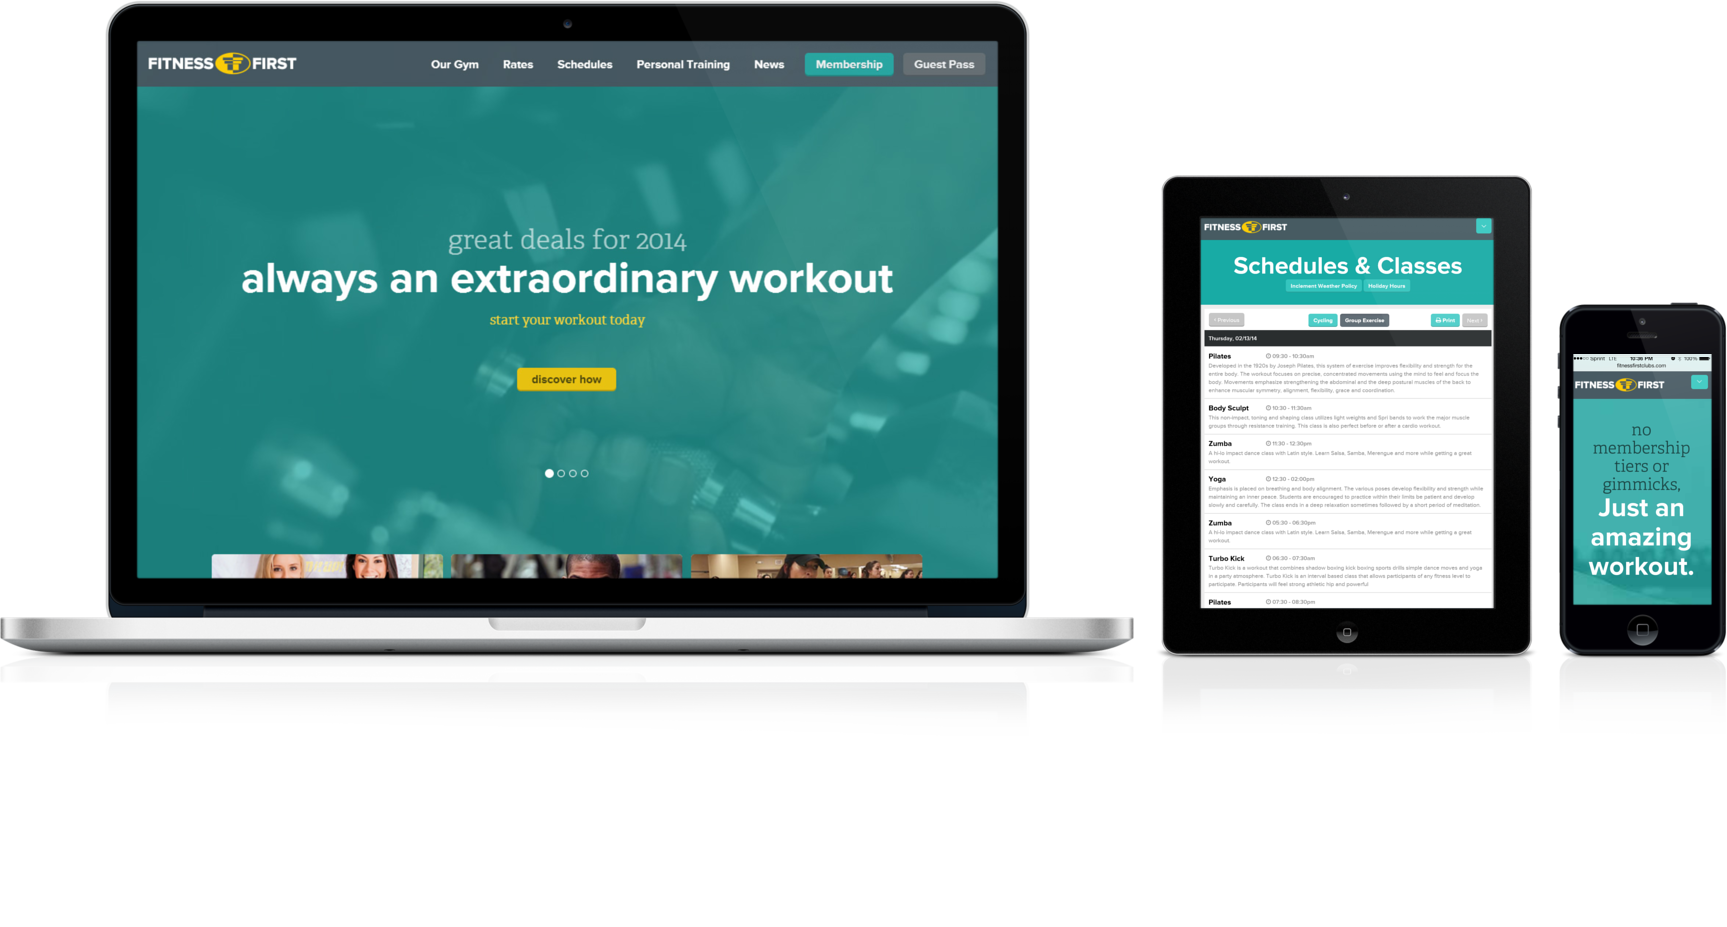 FITNESS FIRST
Our Gym Rates Schedules Personal Training News Membership Guest Pass
great deals for 2014
always an extraordinary workout
start your workout today
discover how
FITNESS FIRST
Schedules & Classes
Inclement Weather Policy Holiday Hours
Previous Cycling Group Exercise Print Next
Thursday, 02/13/14
Pilates 09:30 - 10:30am
Developed in the 1920s by Joseph Pilates, this system of exercise improves flexibility and strength for the
entire body. The workout focuses on precise, concentrated movements using the mind to feel and focus the
body. Movements emphasize strengthening the abdominal and the deep postural muscles of the back to
enhance muscular symmetry, alignment, flexibility, grace and coordination.
Body Sculpt 10:30 - 11:30am
This non-impact, toning and shaping class utilizes light weights and Spri bands to work the major muscle
groups through resistance training. This class is also perfect before or after a cardio workout.
Zumba 11:30 - 12:30pm
A hi-lo impact dance class with Latin style. Learn Salsa, Samba, Merengue and more while getting a great
workout.
Yoga 12:30 - 02:00pm
Emphasis is placed on breathing and body alignment. The various poses develop flexibility and strength while
maintaining an inner peace. Students are encouraged to practice within their limits be patient and develop
slowly and carefully. The class ends in a deep relaxation sometimes followed by a short period of meditation.
Zumba 05:30 - 06:30pm
A hi-lo impact dance class with Latin style. Learn Salsa, Samba, Merengue and more while getting a great
workout.
Turbo Kick 06:30 - 07:30am
Turbo Kick is a workout that combines shadow boxing kick boxing sports drills simple dance moves and yoga
in a party atmosphere. Turbo Kick is an interval based class that allows participants of any fitness level to
participate. Participants will feel strong athletic hip and powerful
Pilates 07:30 - 08:30pm
Sprint LTE 10:36 PM 100%
fitnessfirstclubs.com
FITNESS FIRST
no
membership
tiers or
gimmicks,
Just an
amazing
workout.